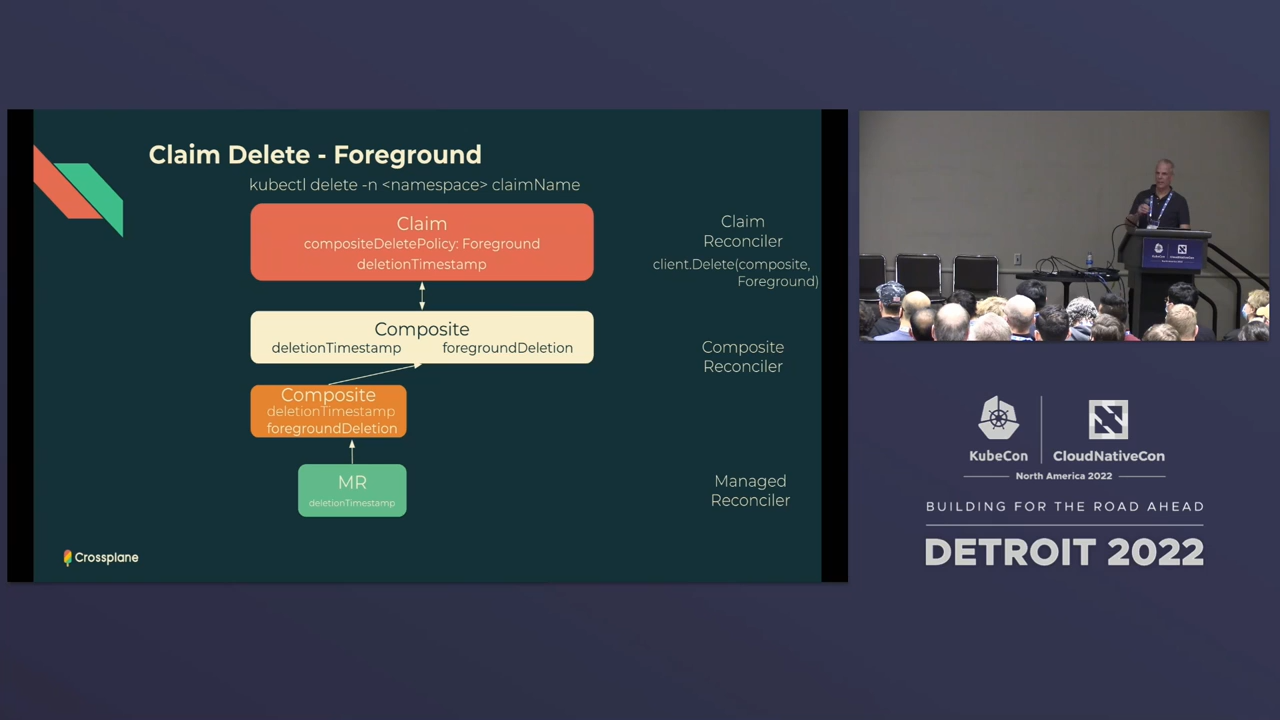 Claim Delete - Foreground
kubectl delete -n <namespace> claimName
Claim
compositeDeletePolicy: Foreground
deletionTimestamp
Claim
Reconciler
client.Delete(composite,
Foreground)
Composite
deletionTimestamp foregroundDeletion
Composite
Reconciler
Composite
deletionTimestamp
foregroundDeletion
MR
deletionTimestamp
Managed
Reconciler
Crossplane
KubeCon
CloudNativeCon
North America 2022
BUILDING FOR THE ROAD AHEAD
DETROIT 2022